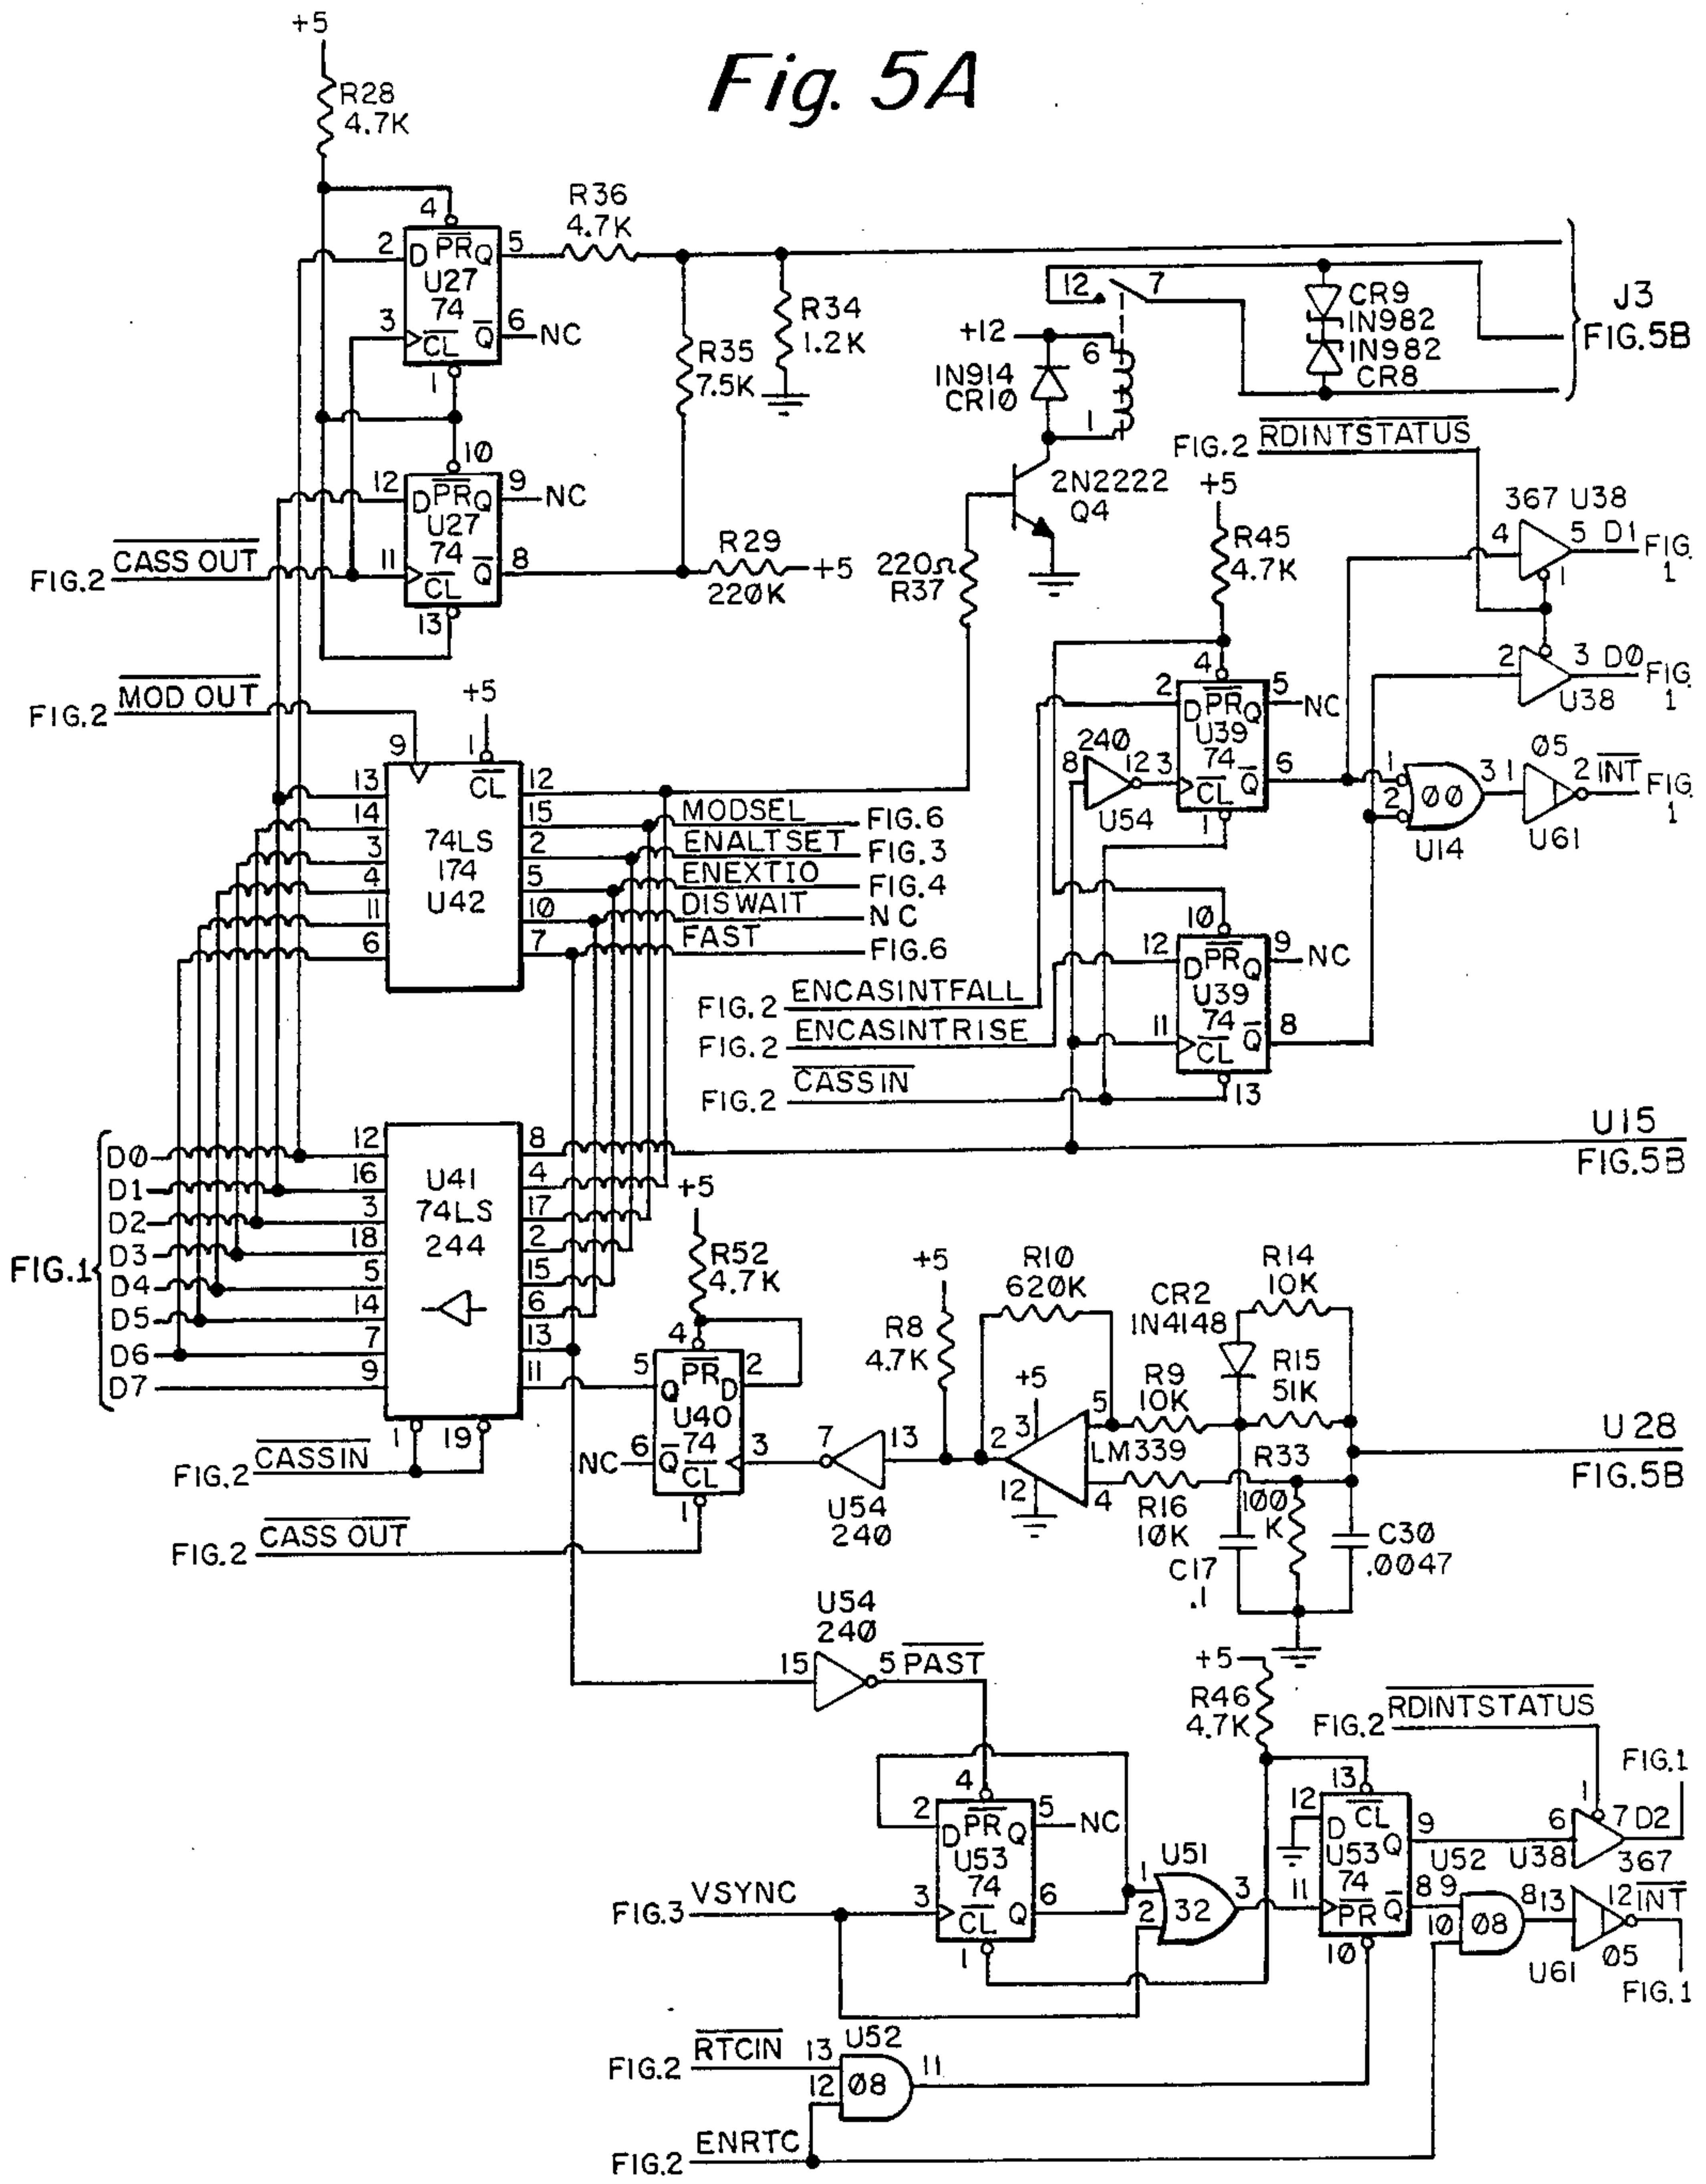 Fig. 5A
+5
R28
4.7K
4
2 D PR Q 5
U27
74
3 CL Q 6 NC
1
R36
4.7K
R35
7.5K
R34
1.2K
10
12 D PR Q 9 NC
U27
74
11 CL Q 8
13
FIG.2 CASS OUT
R29
220K
+5
12 7
+12
6
1N914
CR10
1
2N2222
Q4
220Ω
R37
CR9
1N982
1N982
CR8
J3
FIG.5B
FIG.2 RDINTSTATUS
+5
R45
4.7K
367 U38
4 5 D1 FIG.
1 1
2 3 DØ FIG.
U38 1
FIG.2 MOD OUT
+5
9 1
CL
13 12
14 15 MODSEL FIG.6
3 2 ENALTSET FIG.3
4 5 ENEXTIO FIG.4
11 10 DISWAIT NC
6 7 FAST FIG.6
74LS
174
U42
4
2 D PR Q 5 NC
U39
74
240
8 12 3 CL Q 6
U54
1
1
2 ØØ 3
U14
Ø5
1 2 INT FIG.
U61 1
10
12 D PR Q 9 NC
U39
74
11 CL Q 8
13
FIG.2 ENCASINTFALL
FIG.2 ENCASINTRISE
FIG.2 CASSIN
U15
FIG.5B
FIG.1
DØ 12 8
D1 16 4
D2 3 17
D3 18 2
D4 5 15
D5 14 6
D6 7 13
D7 9 11
U41
74LS
244
1 19
FIG.2 CASSIN
+5
R52
4.7K
4
5 Q PR D 2
U40
74
NC 6 Q CL 3
1
FIG.2 CASS OUT
7 13
U54
240
+5
R8
4.7K
R10
620K
+5
3
2 5
LM339
12 4
R9
10K
R16
10K
CR2
1N4148
R14
10K
R15
51K
R33
100
K
C17
.1
C30
.0047
U28
FIG.5B
U54
240
15 5 PAST
4
2 D PR Q 5 NC
U53
74
3 CL Q 6
1
FIG.3 VSYNC
U51
1
2 32 3
+5
R46
4.7K
13
12 D CL Q 9
U53
74
11 PR Q 8
10
FIG.2 RDINTSTATUS
FIG.1
1
6 7 D2
U38 367
U52
9
10 Ø8 8
13 12 INT
U61 Ø5
FIG.1
FIG.2 RTCIN
U52
13
12 Ø8 11
FIG.2 ENRTC